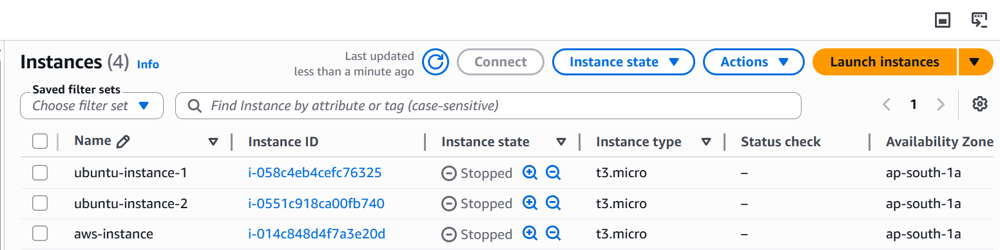 Instances (4) Info
Last updated
less than a minute ago
Connect
Instance state
Actions
Launch instances
Saved filter sets
Choose filter set
Find Instance by attribute or tag (case-sensitive)
1
Name Instance ID Instance state Instance type Status check Availability Zone
ubuntu-instance-1 i-058c4eb4cefc76325 Stopped t3.micro – ap-south-1a
ubuntu-instance-2 i-0551c918ca00fb740 Stopped t3.micro – ap-south-1a
aws-instance i-014c848d4f7a3e20d Stopped t3.micro – ap-south-1a